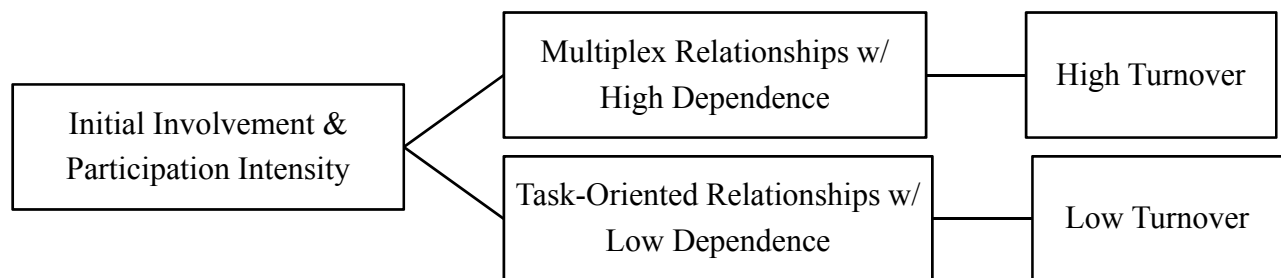 Initial Involvement &
Participation Intensity
Multiplex Relationships w/
High Dependence
High Turnover
Task-Oriented Relationships w/
Low Dependence
Low Turnover